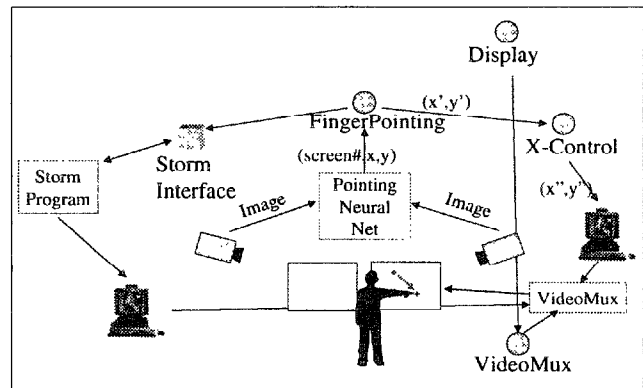 Display
(x',y')
FingerPointing
X-Control
(screen#,x,y)
Storm
Interface
Storm
Program
Pointing
Neural
Net
Image
Image
(x",y")
VideoMux
VideoMux